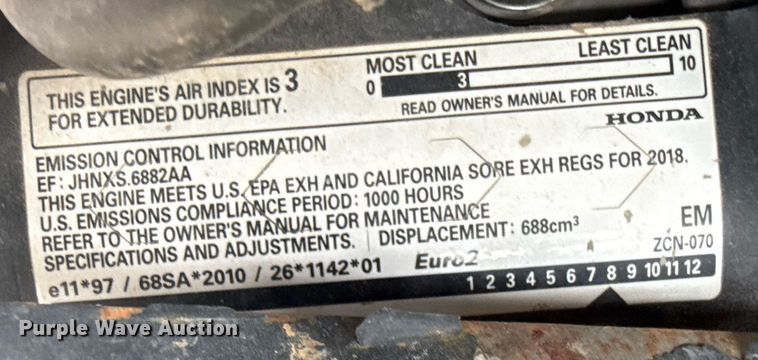 THIS ENGINE'S AIR INDEX IS 3
FOR EXTENDED DURABILITY.
MOST CLEAN LEAST CLEAN
0 3 10
READ OWNER'S MANUAL FOR DETAILS.
HONDA
EMISSION CONTROL INFORMATION
EF: JHNXS.6882AA
THIS ENGINE MEETS U.S. EPA EXH AND CALIFORNIA SORE EXH REGS FOR 2018.
U.S. EMISSIONS COMPLIANCE PERIOD: 1000 HOURS
REFER TO THE OWNER'S MANUAL FOR MAINTENANCE
SPECIFICATIONS AND ADJUSTMENTS. DISPLACEMENT: 688cm³
EM
ZCN-070
e11*97 / 68SA*2010 / 26*1142*01 Euro2
1 2 3 4 5 6 7 8 9 10 11 12
Purple Wave Auction